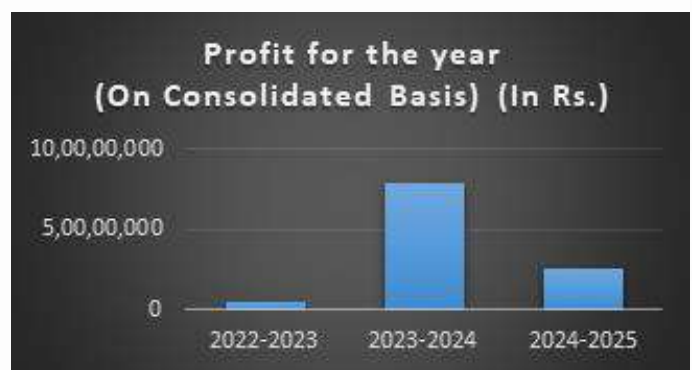 Profit for the year
(On Consolidated Basis) (In Rs.)
10,00,00,000
5,00,00,000
0
2022-2023 2023-2024 2024-2025